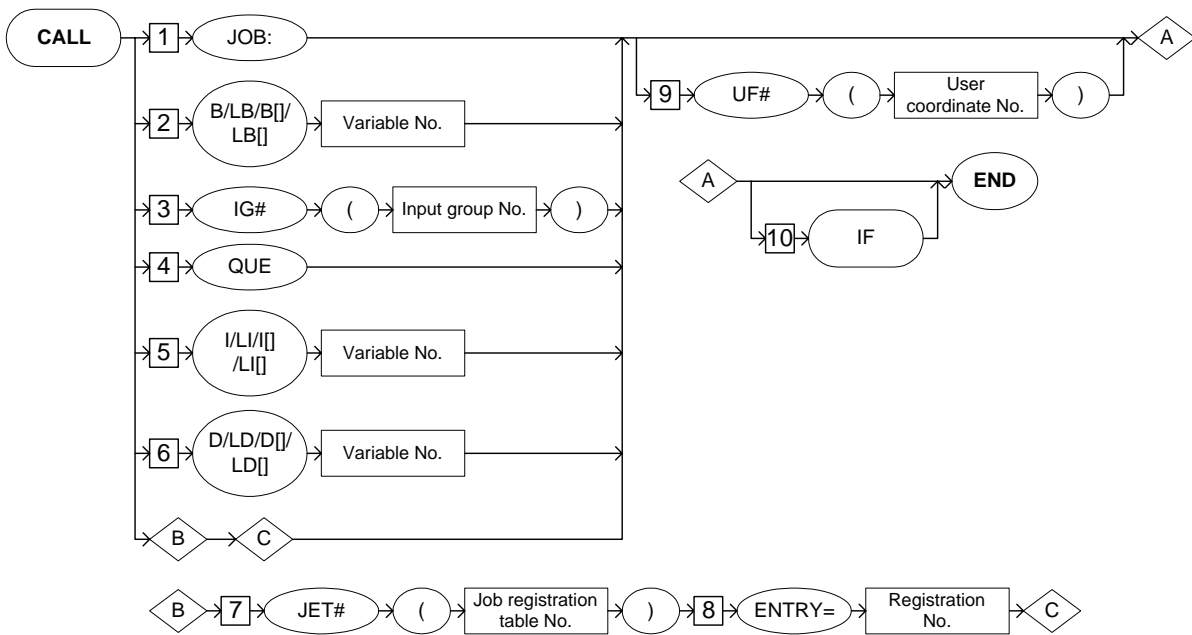 CALL
1 JOB:
A
9 UF# ( User coordinate No. )
2 B/LB/B[]/
LB[] Variable No.
A
END
3 IG# ( Input group No. )
10 IF
4 QUE
5 I/LI/I[]
/LI[] Variable No.
6 D/LD/D[]/
LD[] Variable No.
B C
B 7 JET# ( Job registration table No. ) 8 ENTRY= Registration No. C